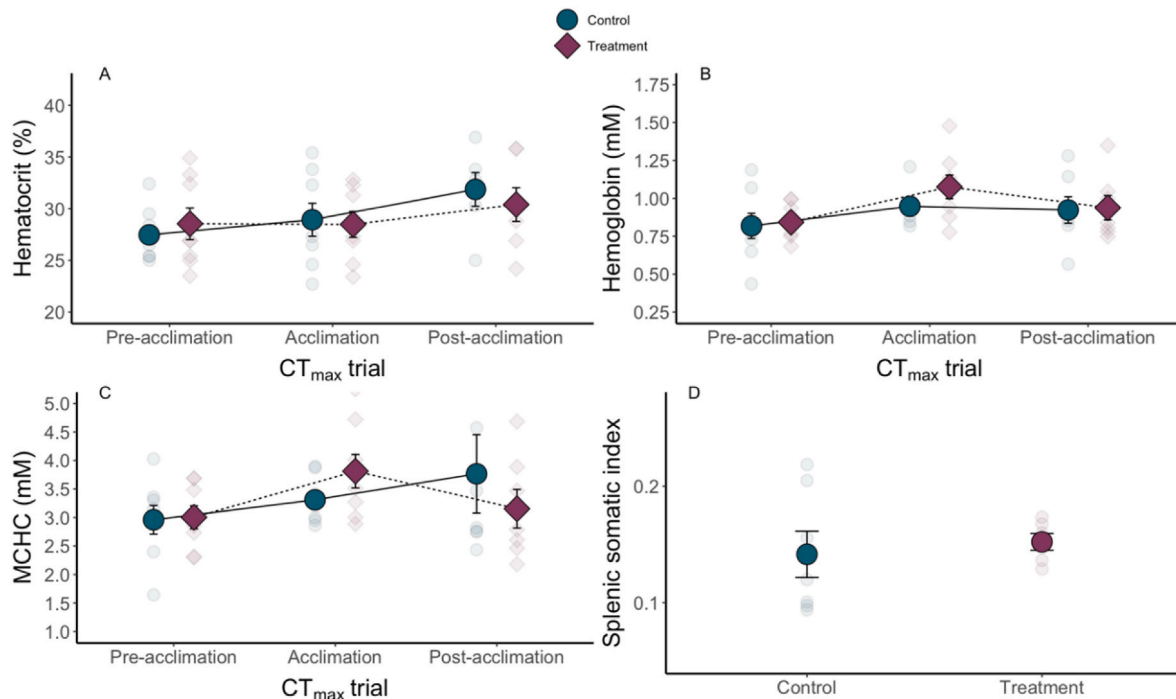 Control
Treatment
A
Hematocrit (%)
40
35
30
25
20
Pre-acclimation Acclimation Post-acclimation
CTmax trial
B
Hemoglobin (mM)
1.75
1.50
1.25
1.00
0.75
0.50
0.25
Pre-acclimation Acclimation Post-acclimation
CTmax trial
C
MCHC (mM)
5.0
4.5
4.0
3.5
3.0
2.5
2.0
1.5
1.0
Pre-acclimation Acclimation Post-acclimation
CTmax trial
D
Splenic somatic index
0.2
0.1
Control Treatment